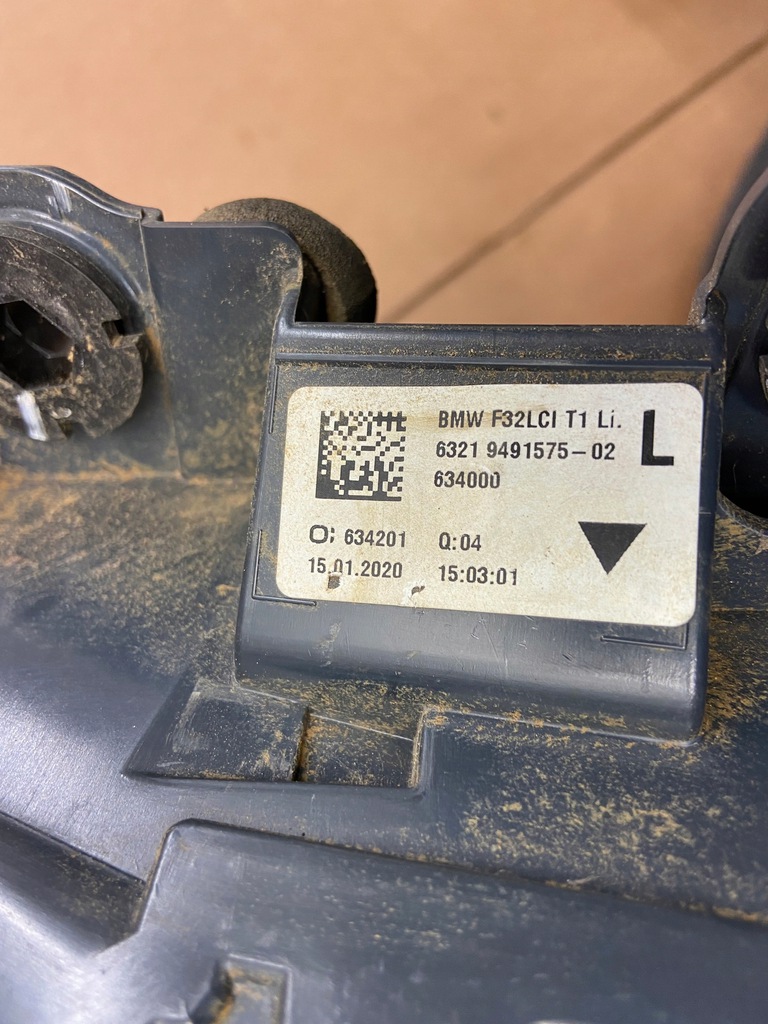 BMW F32LCI T1 Li.
L
6321 9491575-02
634000
O: 634201 Q:04
15.01.2020 15:03:01